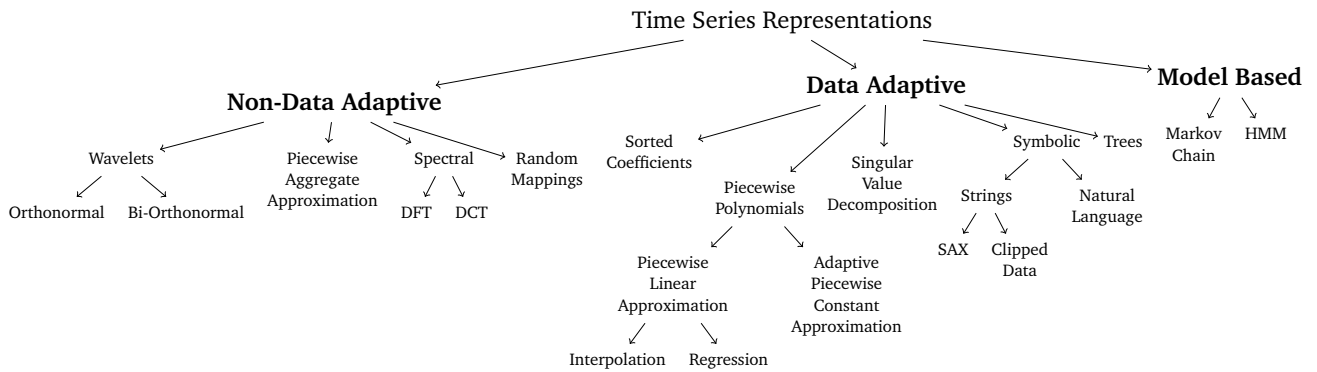 Time Series Representations
Non-Data Adaptive
Data Adaptive
Model Based
Wavelets
Piecewise
Aggregate
Approximation
Spectral
Random
Mappings
Orthonormal
Bi-Orthonormal
DFT
DCT
Sorted
Coefficients
Piecewise
Polynomials
Singular
Value
Decomposition
Symbolic
Trees
Strings
Natural
Language
SAX
Clipped
Data
Piecewise
Linear
Approximation
Adaptive
Piecewise
Constant
Approximation
Interpolation
Regression
Markov
Chain
HMM